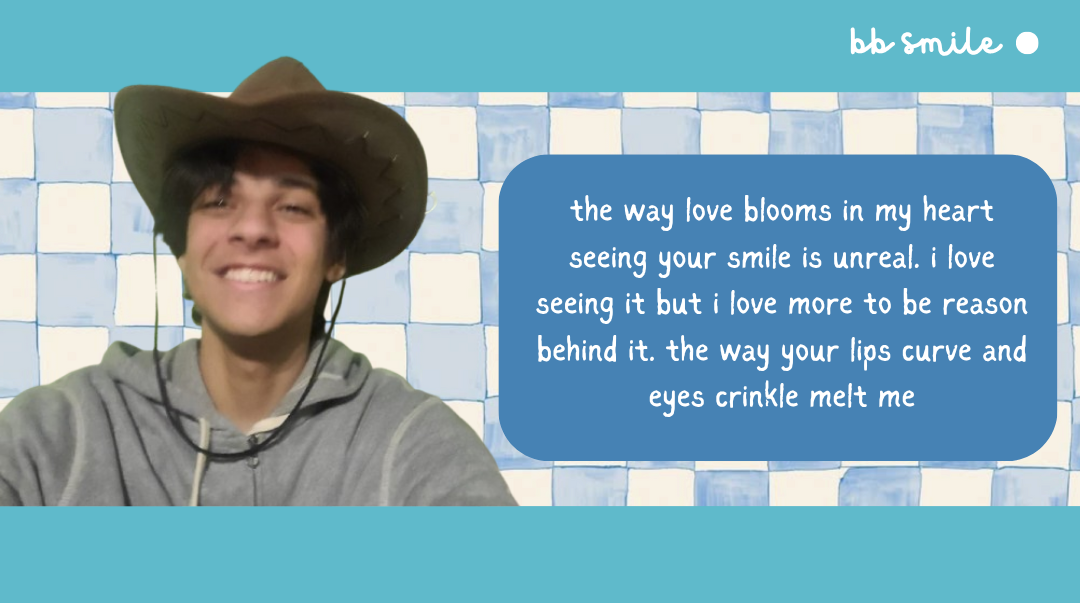 bb smile
the way love blooms in my heart
seeing your smile is unreal. i love
seeing it but i love more to be reason
behind it. the way your lips curve and
eyes crinkle melt me